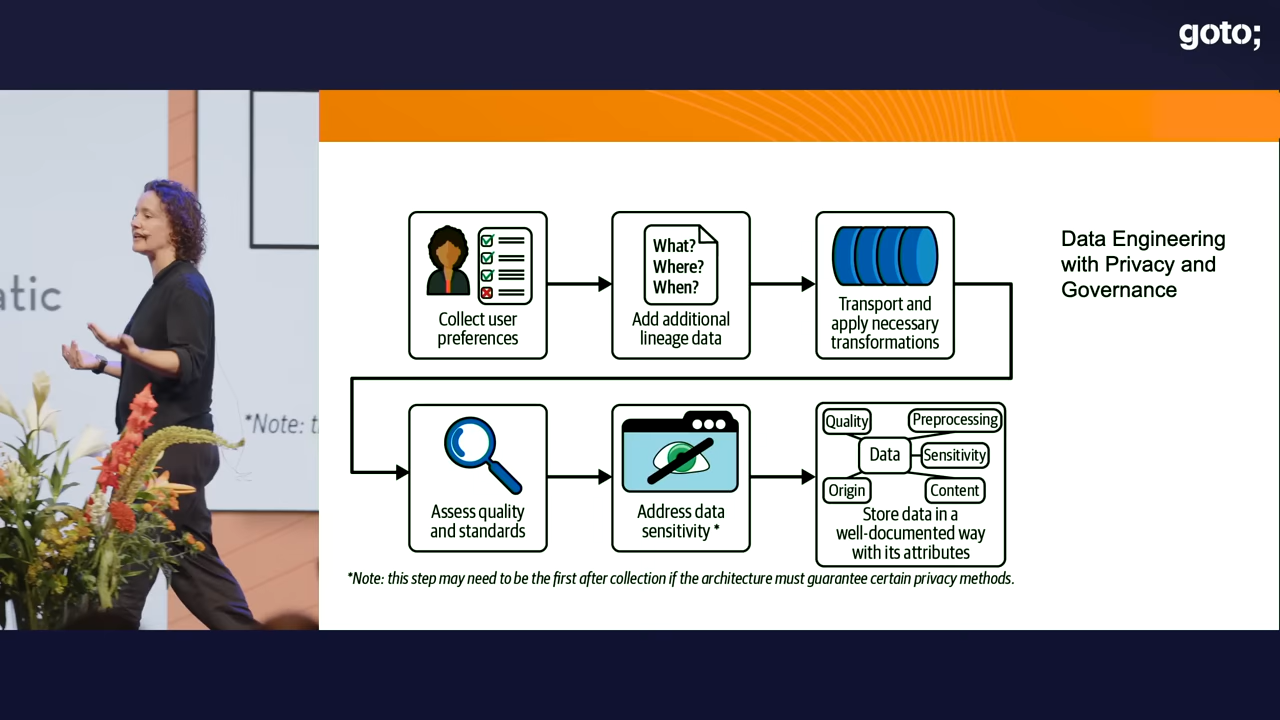 goto;
atic
*Note: t
Data Engineering
with Privacy and
Governance
Collect user
preferences
What?
Where?
When?
Add additional
lineage data
Transport and
apply necessary
transformations
Assess quality
and standards
Address data
sensitivity *
Quality
Preprocessing
Data
Sensitivity
Origin
Content
Store data in a
well-documented way
with its attributes
*Note: this step may need to be the first after collection if the architecture must guarantee certain privacy methods.